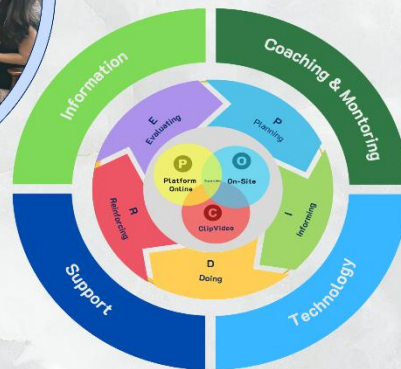 Information
Coaching & Montoring
Support
Technology
P
Planning
I
Informing
D
Doing
R
Reinforcing
E
Evaluating
P
Platform
Online
O
On-Site
C
ClipVideo